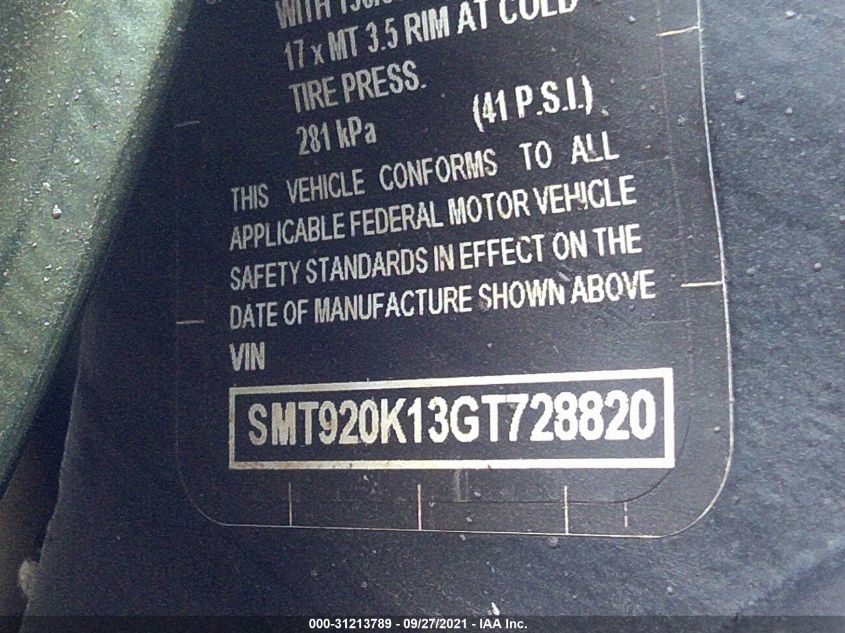 WITH
17 x MT 3.5 RIM AT COLD
TIRE PRESS.
281 kPa (41 P.S.I.)
THIS VEHICLE CONFORMS TO ALL
APPLICABLE FEDERAL MOTOR VEHICLE
SAFETY STANDARDS IN EFFECT ON THE
DATE OF MANUFACTURE SHOWN ABOVE
VIN
SMT920K13GT728820
000-31213789 - 09/27/2021 - IAA Inc.